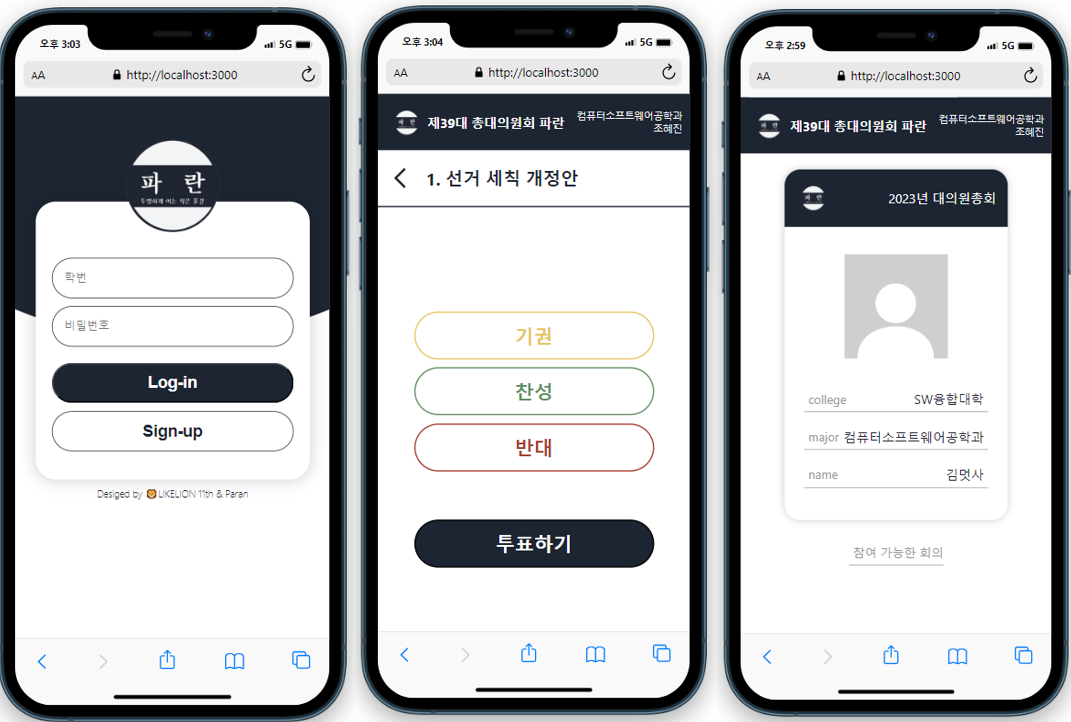 오후 3:03
5G
AA
http://localhost:3000
파 란
투명하게 여는 작은 물결
학번
비밀번호
Log-in
Sign-up
Desiged by 🦁 LIKELION 11th & Paran
오후 3:04
5G
AA
http://localhost:3000
파 란
제39대 총대의원회 파란
컴퓨터소프트웨어공학과
조혜진
1. 선거 세칙 개정안
기권
찬성
반대
투표하기
오후 2:59
5G
AA
http://localhost:3000
파 란
제39대 총대의원회 파란
컴퓨터소프트웨어공학과
조혜진
파 란
2023년 대의원총회
college SW융합대학
major 컴퓨터소프트웨어공학과
name 김멋사
참여 가능한 회의